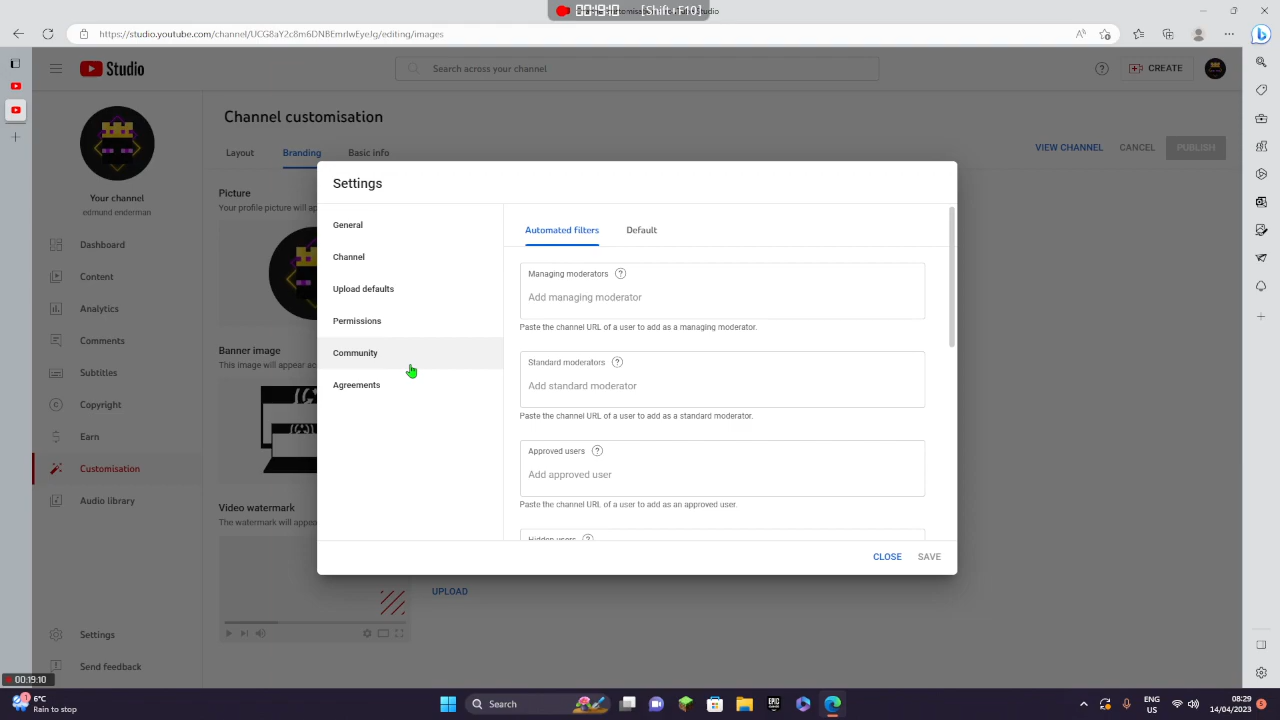 00:19:10 [Shift+End]
https://studio.youtube.com/channel/UCG8aY2c8m6DNBEmrlwEyeJg/editing/images
Studio
Search across your channel
CREATE
Channel customisation
Layout
Branding
Basic info
VIEW CHANNEL
CANCEL
PUBLISH
Your channel
edmund enderman
Dashboard
Content
Analytics
Comments
Subtitles
Copyright
Earn
Customisation
Audio library
Settings
Send feedback
Picture
Your profile picture will ap
Banner image
This image will appear ac
Video watermark
The watermark will appea
UPLOAD
Settings
General
Channel
Upload defaults
Permissions
Community
Agreements
Automated filters
Default
Managing moderators
Add managing moderator
Paste the channel URL of a user to add as a managing moderator.
Standard moderators
Add standard moderator
Paste the channel URL of a user to add as a standard moderator.
Approved users
Add approved user
Paste the channel URL of a user to add as an approved user.
Hidden users
CLOSE
SAVE
00:19:10
1
6°C
Rain to stop
Search
ENG
US
08:29
14/04/2023